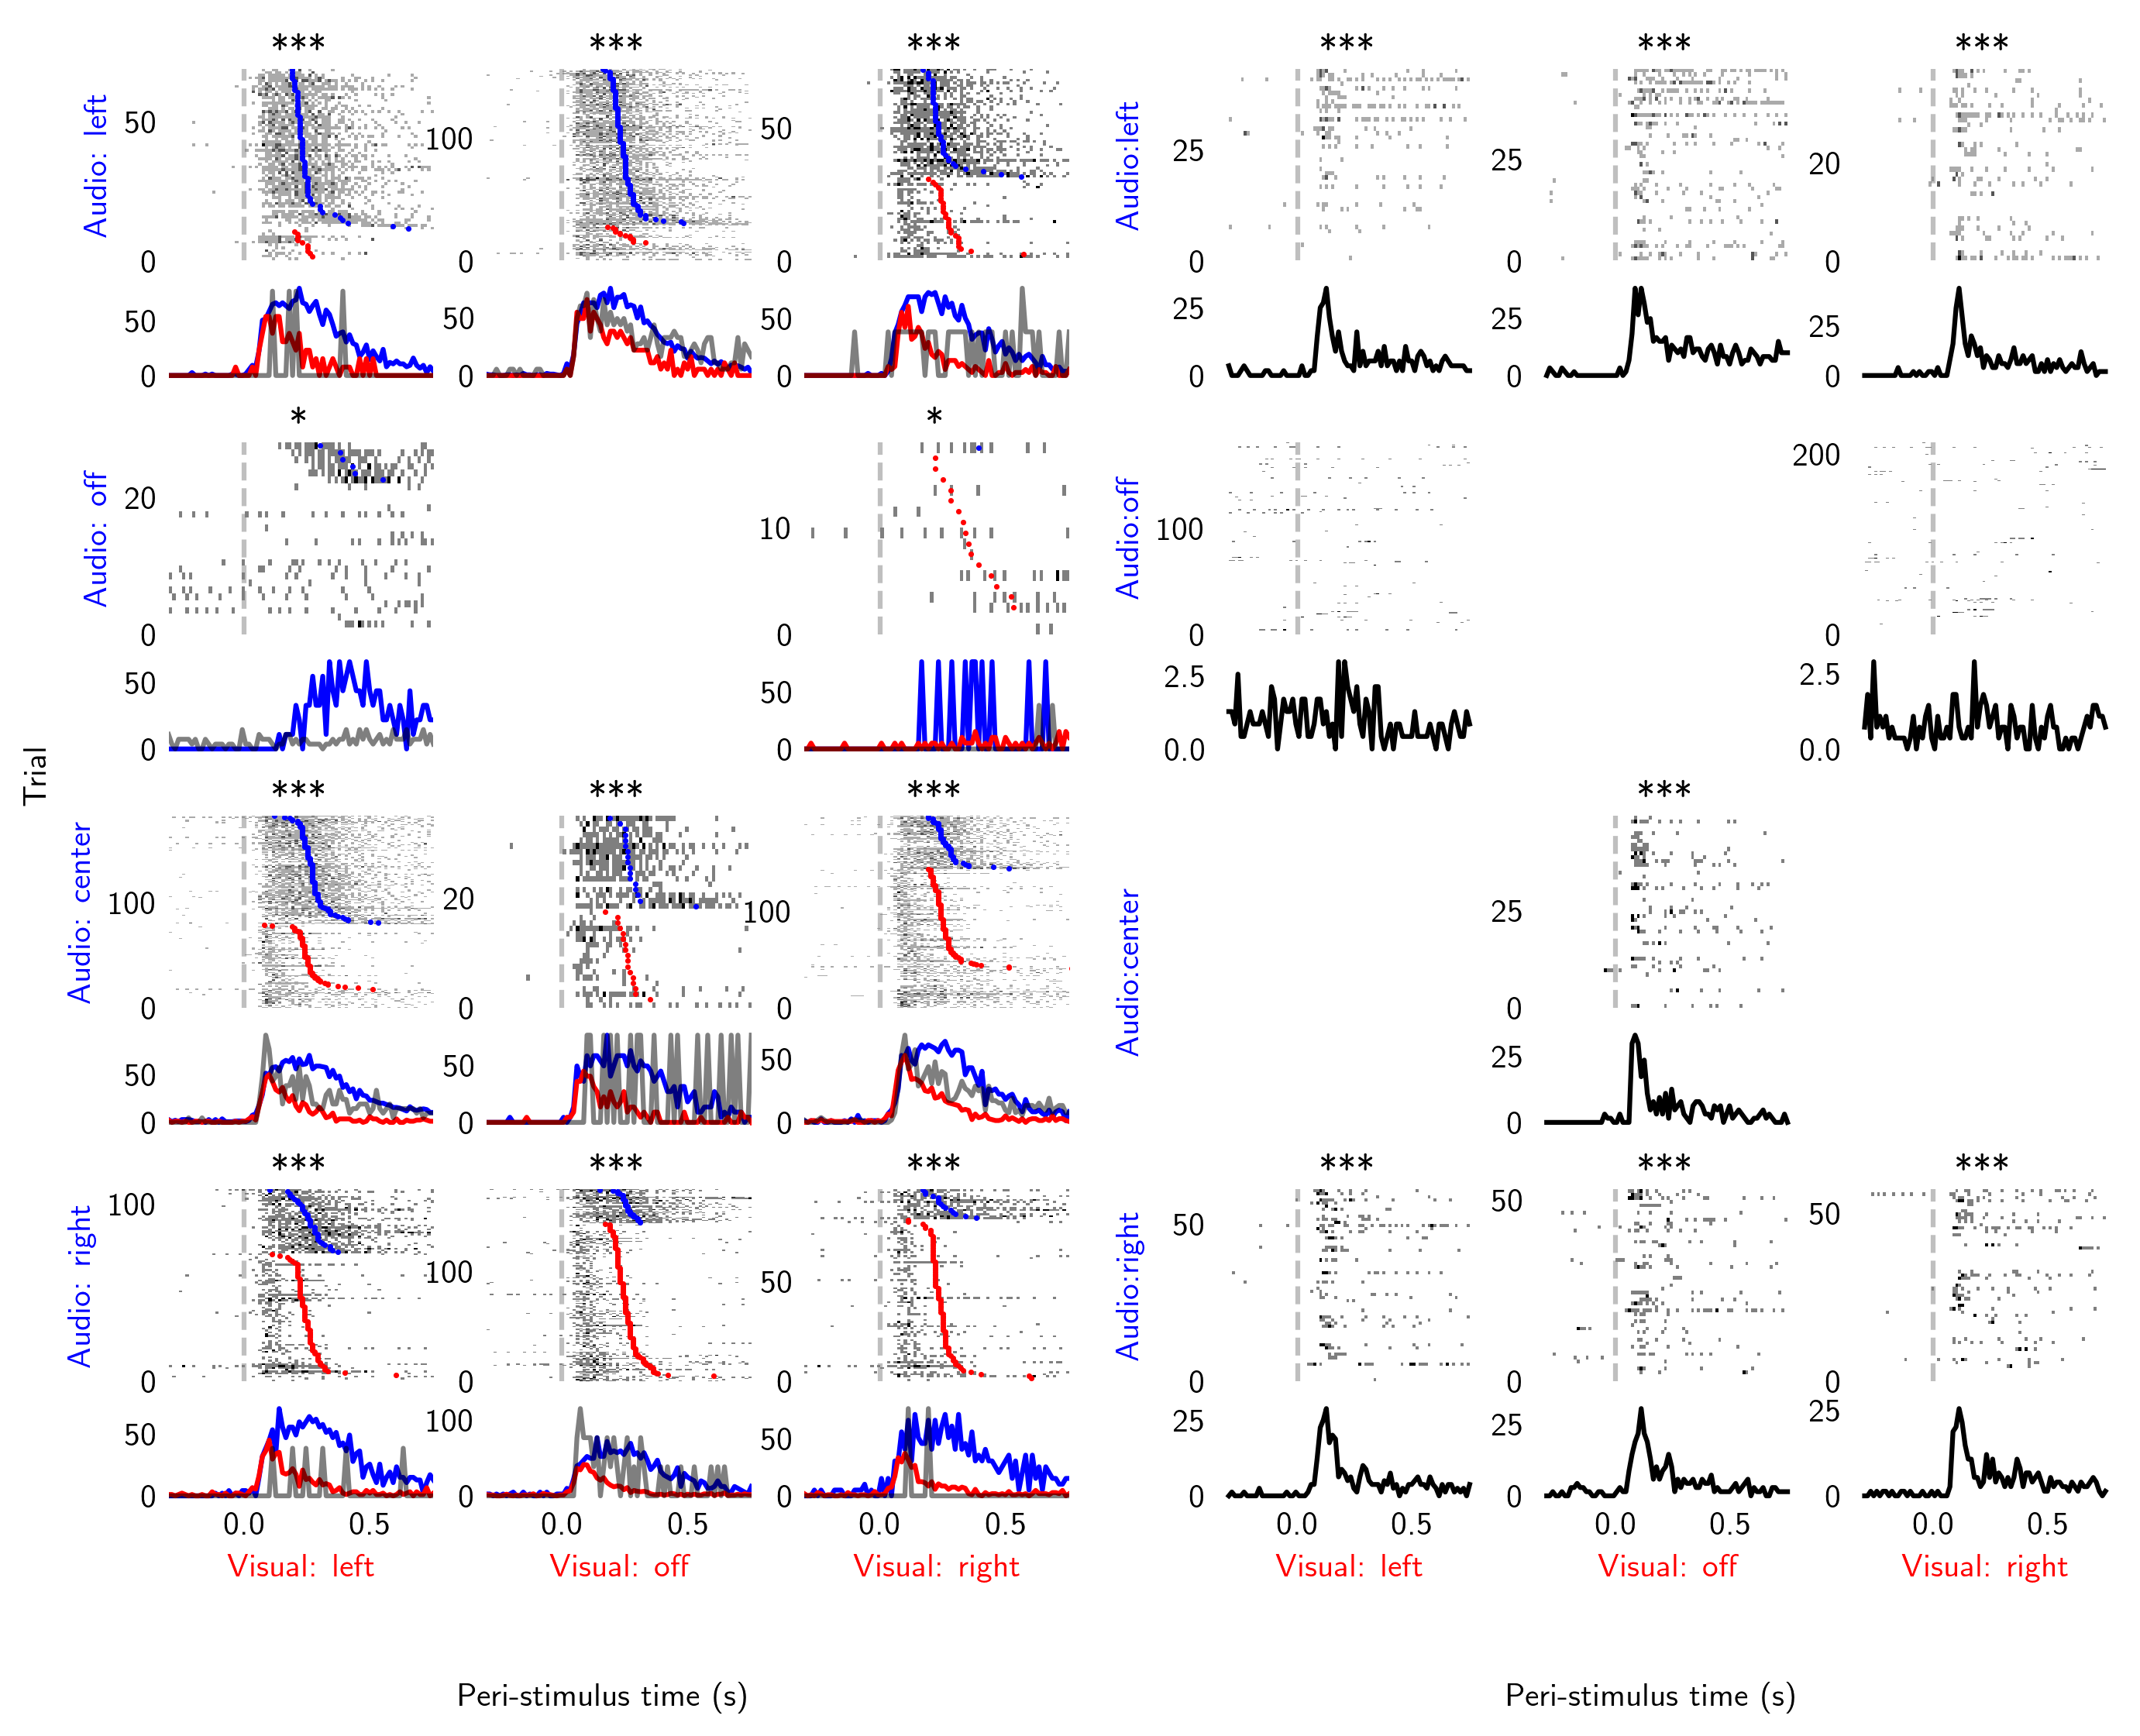 *** *** *** *** *** ***
Audio: left 50 0 100 0 50 0 Audio:left 25 0 25 0 20 0
50 0 50 0 50 0 25 0 25 0 25 0
* *
Audio: off 20 0 10 0 Audio:off 100 0 200 0
50 0 50 0 2.5 0.0 2.5 0.0
Trial
*** *** *** ***
Audio: center 100 0 20 0 100 0 Audio:center 25 0
50 0 50 0 50 0 25 0
*** *** *** *** *** ***
Audio: right 100 0 100 0 50 0 Audio:right 50 0 50 0 50 0
50 0 100 0 50 0 25 0 25 0 25 0
0.0 0.5 0.0 0.5 0.0 0.5 0.0 0.5 0.0 0.5 0.0 0.5
Visual: left Visual: off Visual: right Visual: left Visual: off Visual: right
Peri-stimulus time (s) Peri-stimulus time (s)